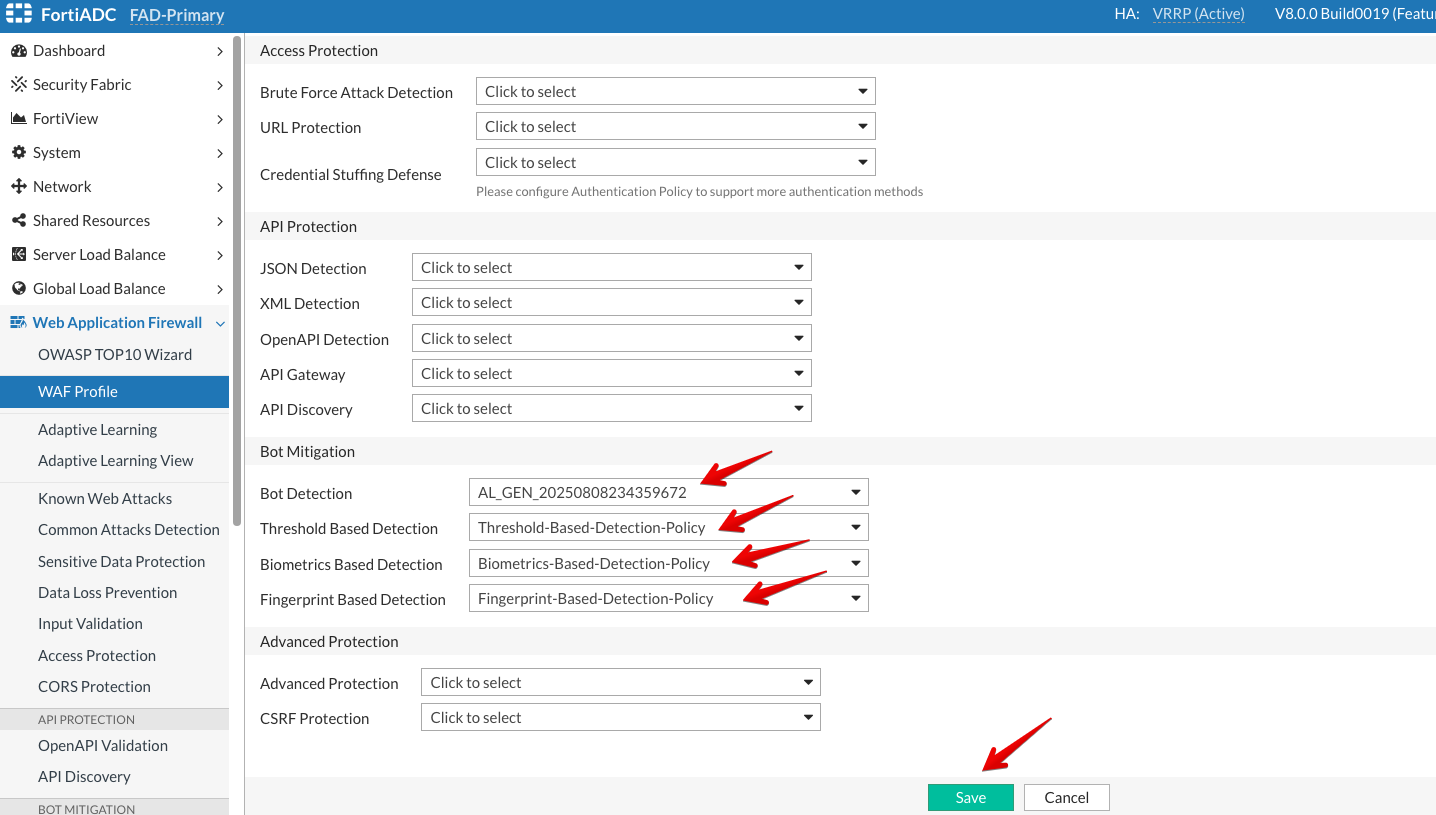 FortiADC FAD-Primary HA: VRRP (Active) V8.0.0 Build0019 (Featur
Dashboard
Security Fabric
FortiView
System
Network
Shared Resources
Server Load Balance
Global Load Balance
Web Application Firewall
OWASP TOP10 Wizard
WAF Profile
Adaptive Learning
Adaptive Learning View
Known Web Attacks
Common Attacks Detection
Sensitive Data Protection
Data Loss Prevention
Input Validation
Access Protection
CORS Protection
API PROTECTION
OpenAPI Validation
API Discovery
BOT MITIGATION
Access Protection
Brute Force Attack Detection Click to select
URL Protection Click to select
Credential Stuffing Defense Click to select
Please configure Authentication Policy to support more authentication methods
API Protection
JSON Detection Click to select
XML Detection Click to select
OpenAPI Detection Click to select
API Gateway Click to select
API Discovery Click to select
Bot Mitigation
Bot Detection AL_GEN_20250808234359672
Threshold Based Detection Threshold-Based-Detection-Policy
Biometrics Based Detection Biometrics-Based-Detection-Policy
Fingerprint Based Detection Fingerprint-Based-Detection-Policy
Advanced Protection
Advanced Protection Click to select
CSRF Protection Click to select
Save Cancel